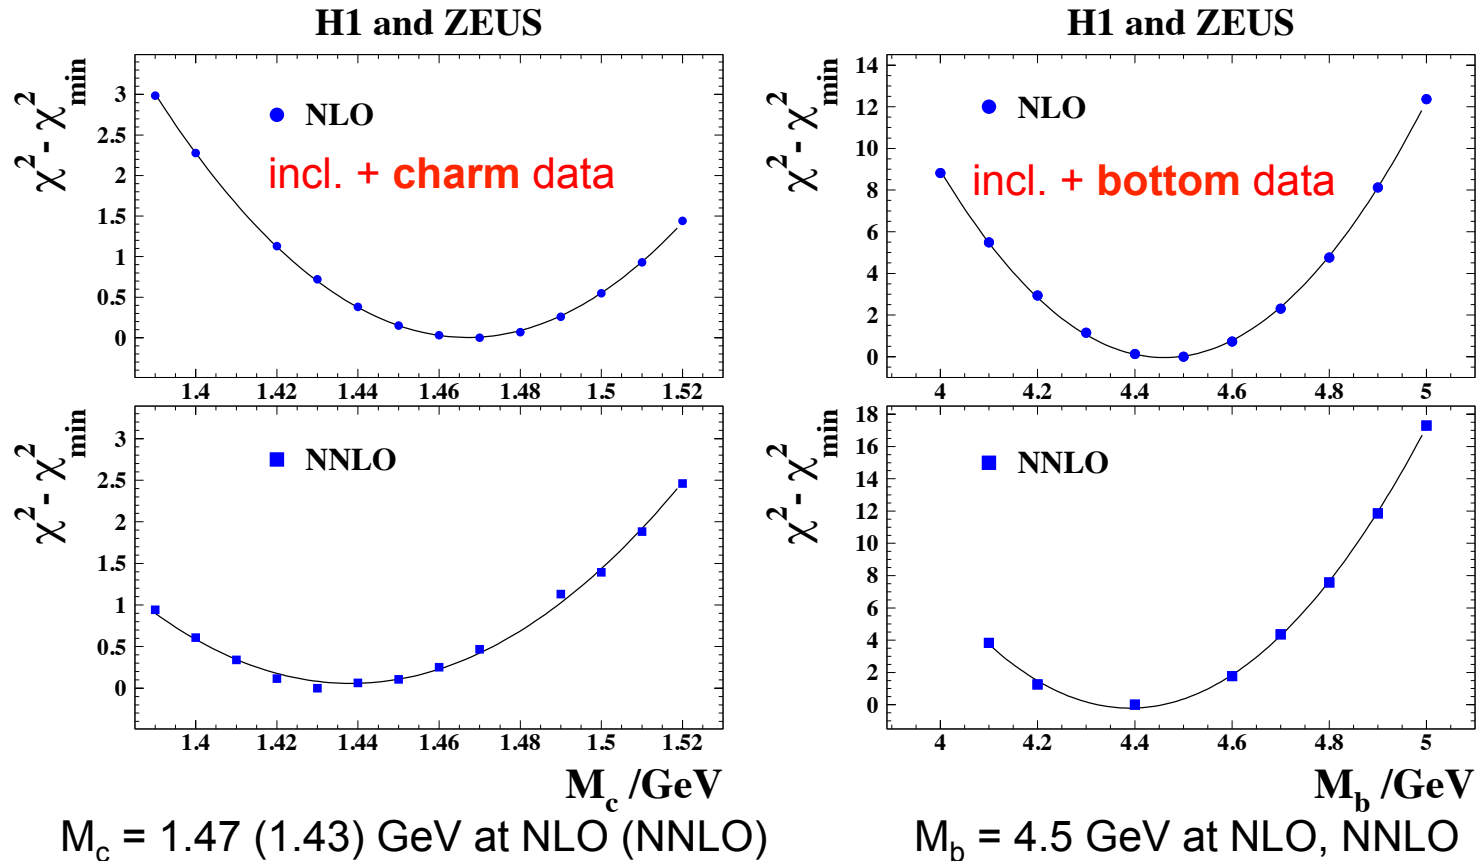 H1 and ZEUS
χ² - χ²min
3
2.5
2
1.5
1
0.5
0
NLO
incl. + charm data
1.4 1.42 1.44 1.46 1.48 1.5 1.52
χ² - χ²min
3
2.5
2
1.5
1
0.5
0
NNLO
1.4 1.42 1.44 1.46 1.48 1.5 1.52
M_c /GeV
M_c = 1.47 (1.43) GeV at NLO (NNLO)
H1 and ZEUS
χ² - χ²min
14
12
10
8
6
4
2
0
NLO
incl. + bottom data
4 4.2 4.4 4.6 4.8 5
χ² - χ²min
18
16
14
12
10
8
6
4
2
0
NNLO
4 4.2 4.4 4.6 4.8 5
M_b /GeV
M_b = 4.5 GeV at NLO, NNLO